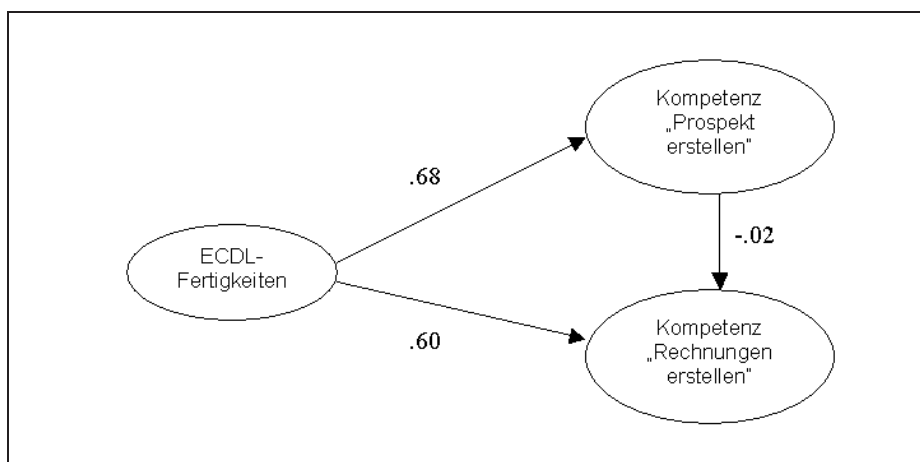 Kompetenz
„Prospekt
erstellen"
.68
-.02
ECDL-
Fertigkeiten
.60
Kompetenz
„Rechnungen
erstellen"